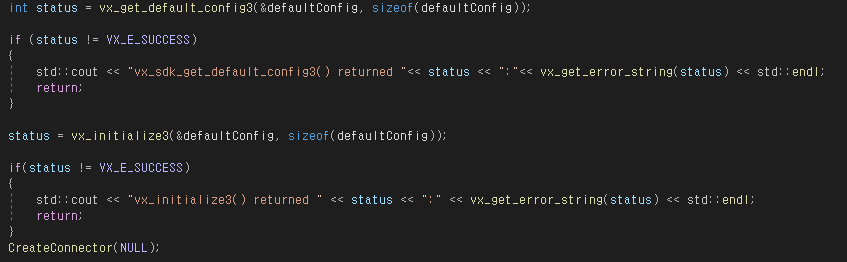 int status = vx_get_default_config3(&defaultConfig, sizeof(defaultConfig));
if (status != VX_E_SUCCESS)
{
std::cout << "vx_sdk_get_default_config3() returned "<< status << ":"<< vx_get_error_string(status) << std::endl;
return;
}
status = vx_initialize3(&defaultConfig, sizeof(defaultConfig));
if(status != VX_E_SUCCESS)
{
std::cout << "vx_initialize3() returned " << status << ":" << vx_get_error_string(status) << std::endl;
return;
}
CreateConnector(NULL);